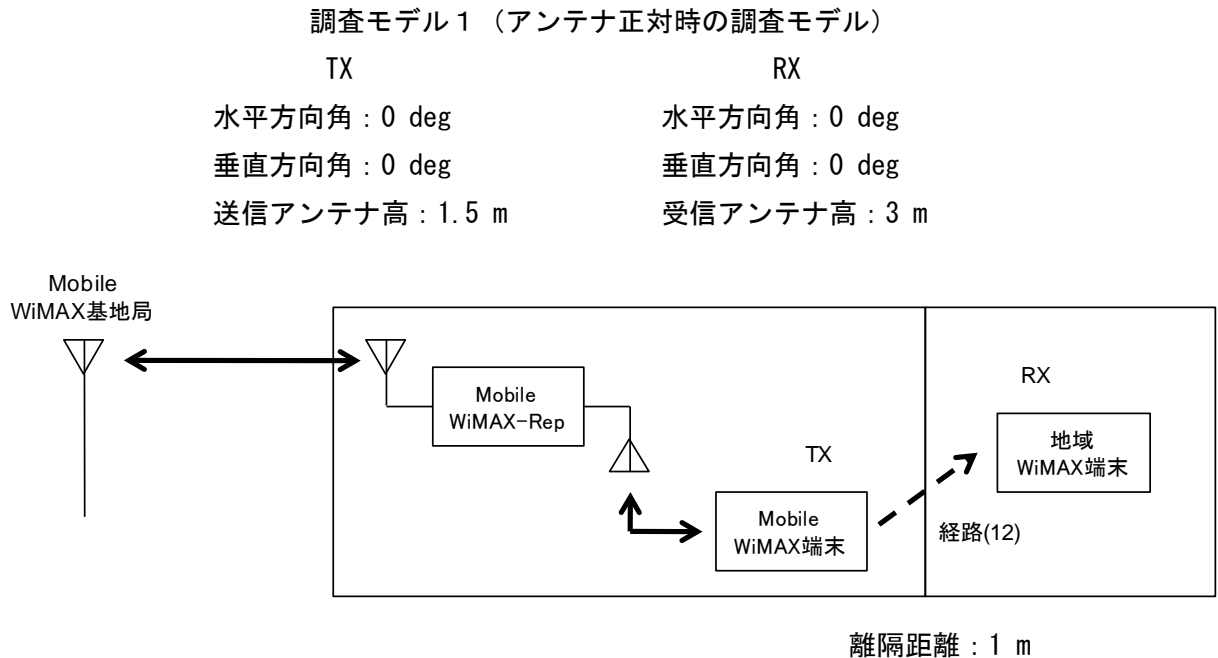 調査モデル１（アンテナ正対時の調査モデル）
TX
RX
水平方向角：0 deg
水平方向角：0 deg
垂直方向角：0 deg
垂直方向角：0 deg
送信アンテナ高：1.5 m
受信アンテナ高：3 m
Mobile
WiMAX基地局
Mobile
WiMAX-Rep
TX
Mobile
WiMAX端末
RX
地域
WiMAX端末
経路(12)
離隔距離：1 m